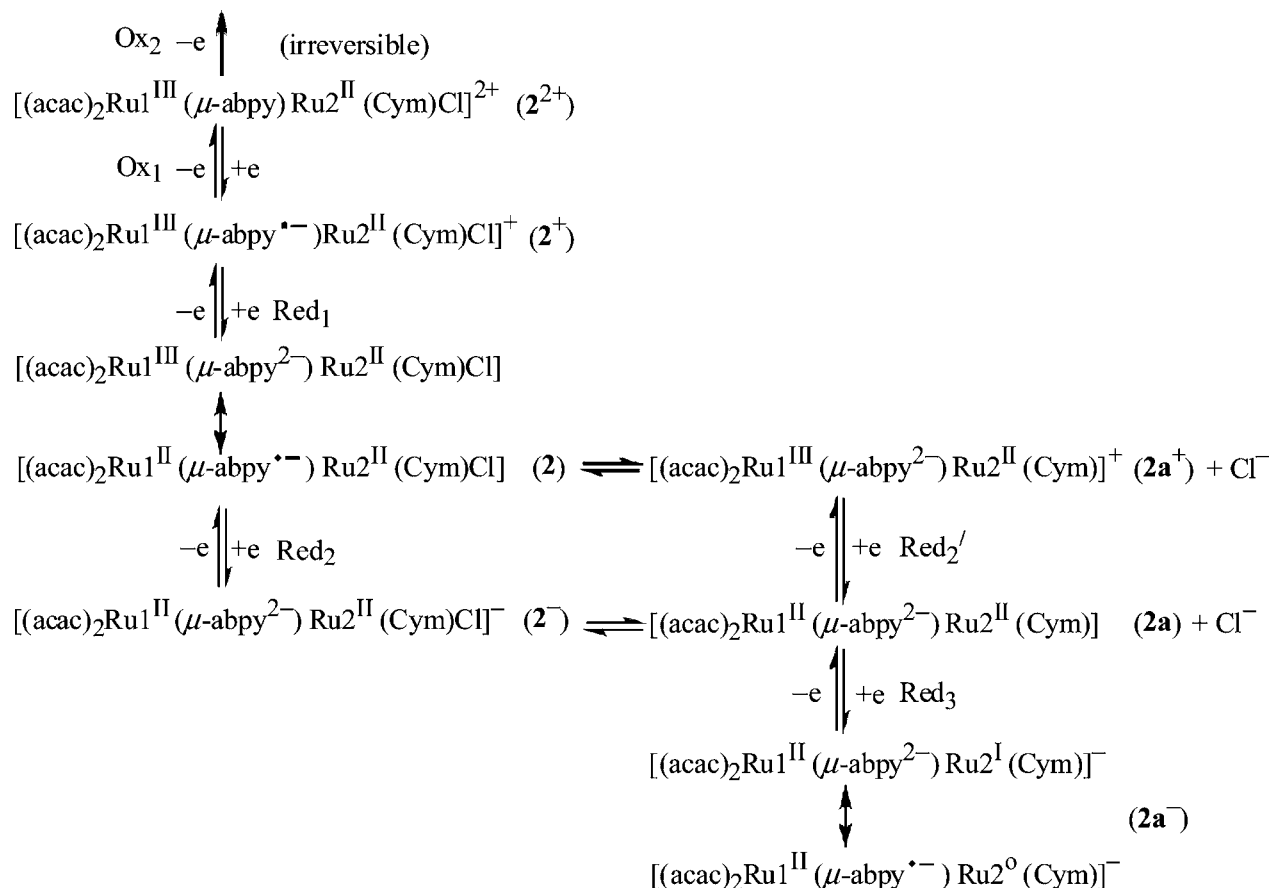 Ox₂ −e (irreversible)
[(acac)₂Ru1ᴵᴵᴵ(μ-abpy)Ru2ᴵᴵ(Cym)Cl]²⁺ (2²⁺)
Ox₁ −e +e
[(acac)₂Ru1ᴵᴵᴵ(μ-abpy•⁻)Ru2ᴵᴵ(Cym)Cl]⁺ (2⁺)
−e +e Red₁
[(acac)₂Ru1ᴵᴵᴵ(μ-abpy²⁻)Ru2ᴵᴵ(Cym)Cl]
[(acac)₂Ru1ᴵᴵ(μ-abpy•⁻)Ru2ᴵᴵ(Cym)Cl] (2) [(acac)₂Ru1ᴵᴵᴵ(μ-abpy²⁻)Ru2ᴵᴵ(Cym)]⁺ (2a⁺) + Cl⁻
−e +e Red₂ −e +e Red₂′
[(acac)₂Ru1ᴵᴵ(μ-abpy²⁻)Ru2ᴵᴵ(Cym)Cl]⁻ (2⁻) [(acac)₂Ru1ᴵᴵ(μ-abpy²⁻)Ru2ᴵᴵ(Cym)] (2a) + Cl⁻
−e +e Red₃
[(acac)₂Ru1ᴵᴵ(μ-abpy²⁻)Ru2ᴵ(Cym)]⁻
(2a⁻)
[(acac)₂Ru1ᴵᴵ(μ-abpy•⁻)Ru2ᵒ(Cym)]⁻